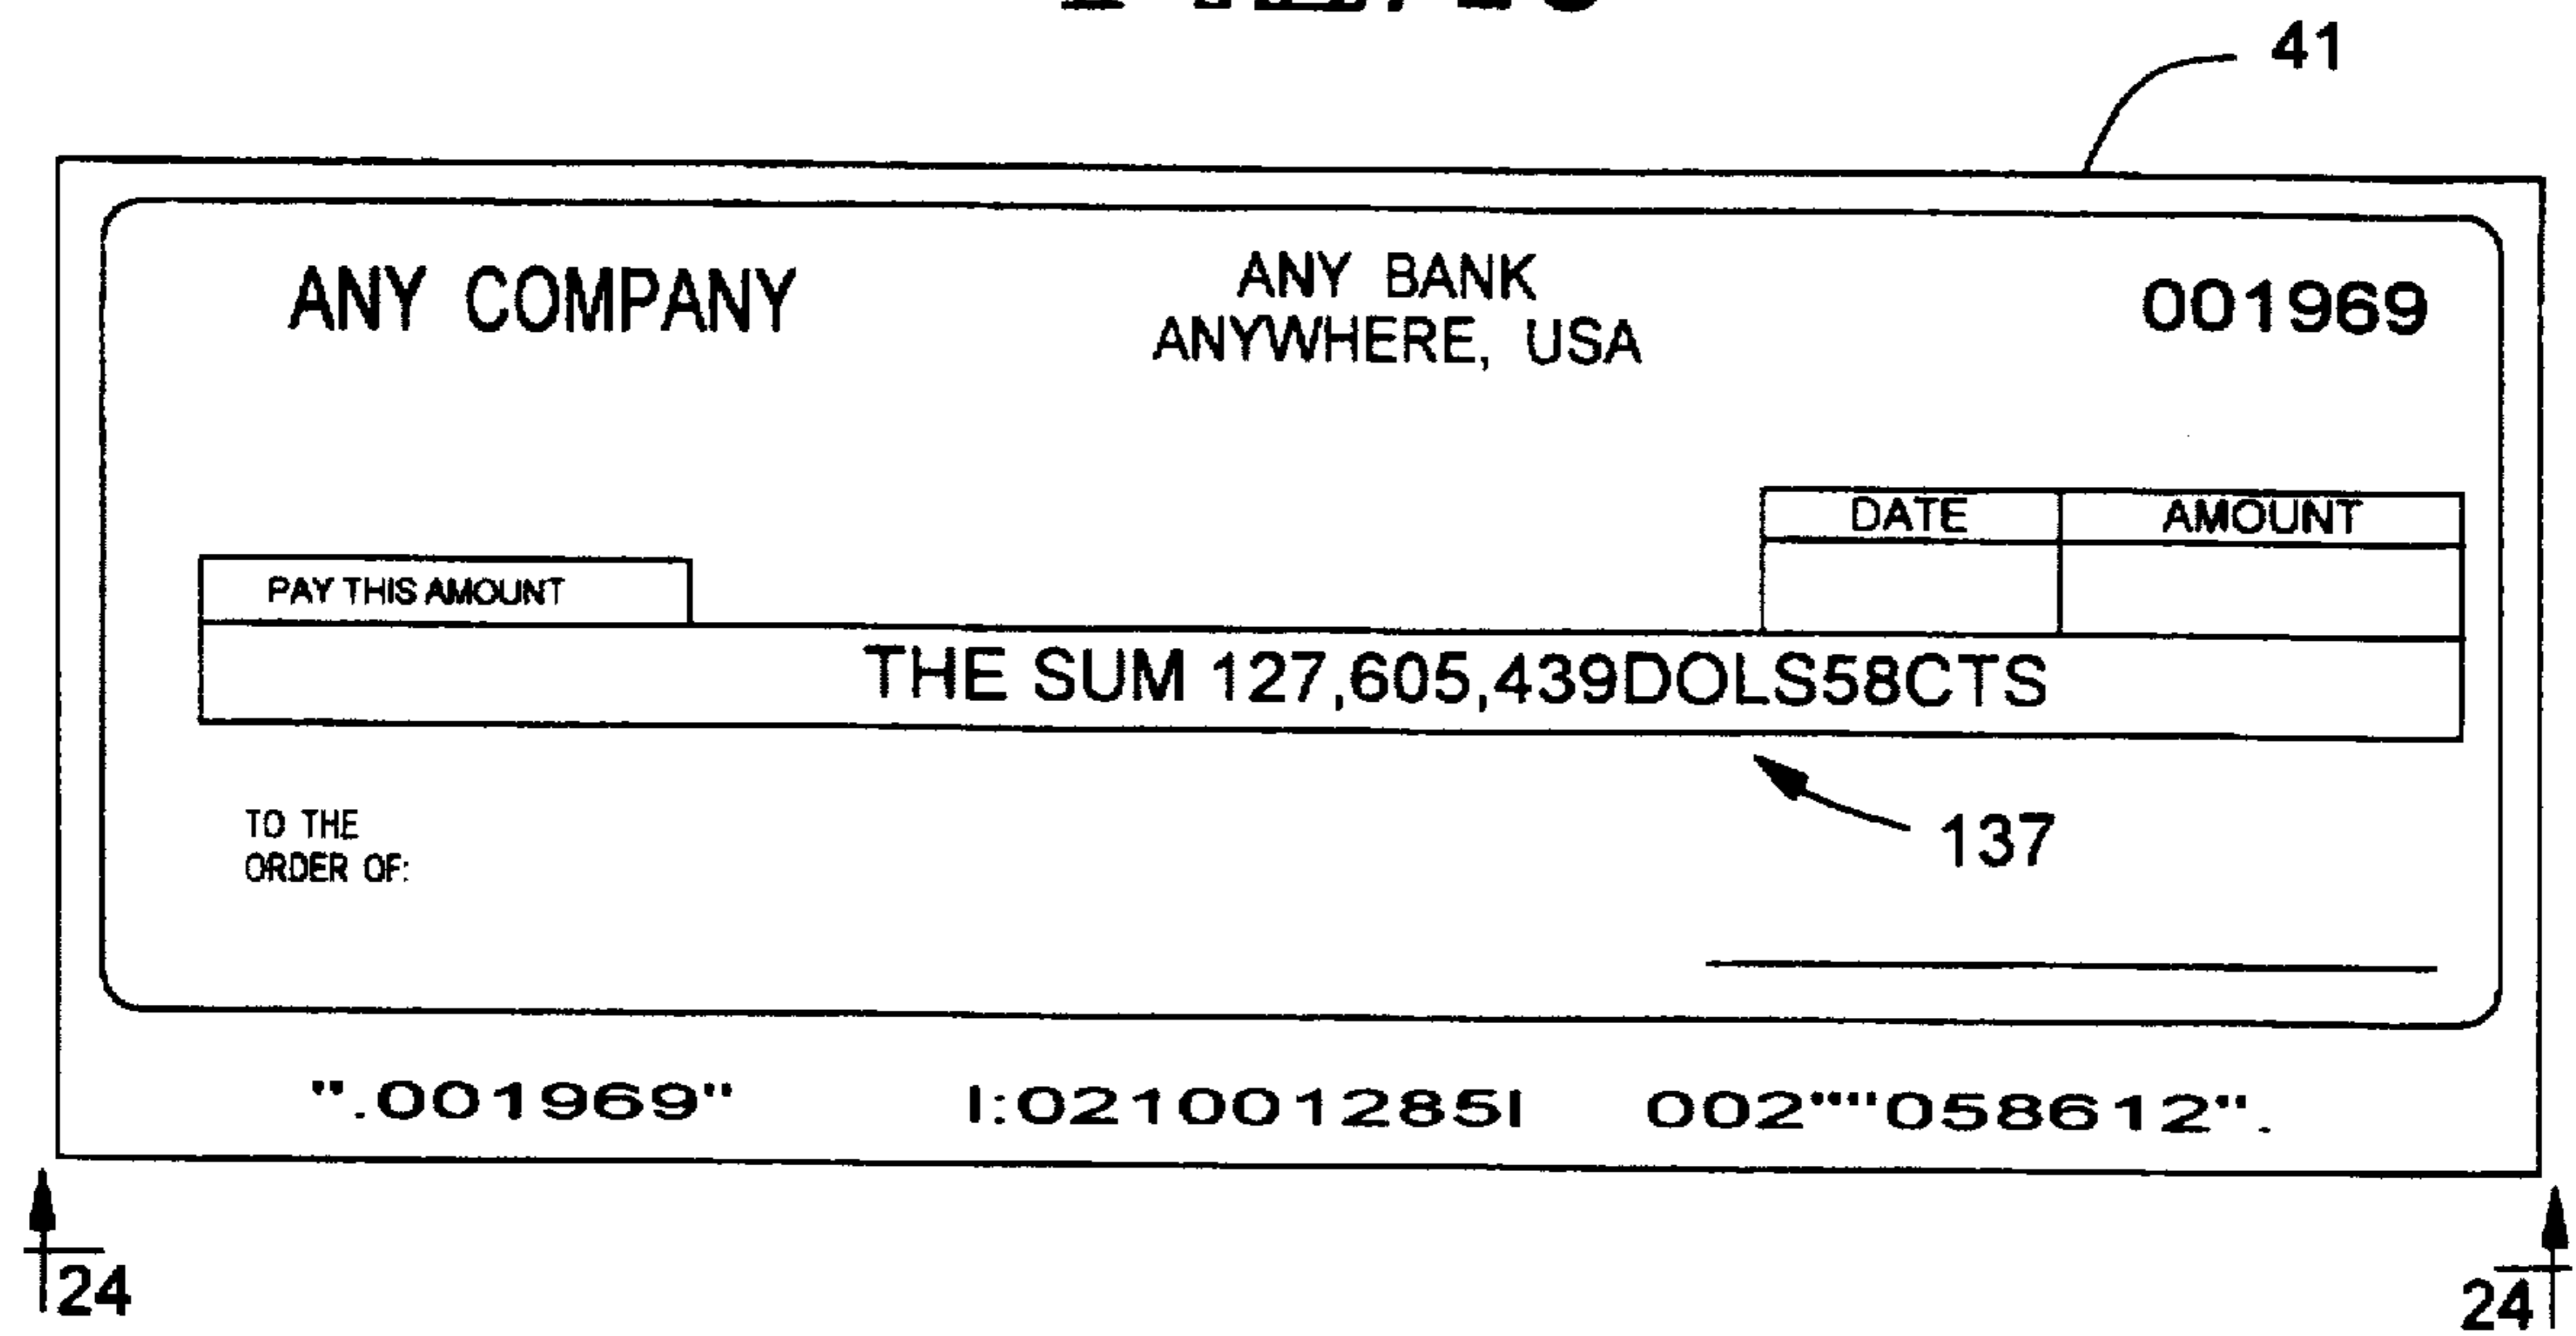 41
ANY COMPANY
ANY BANK
ANYWHERE, USA
001969
DATE AMOUNT
PAY THIS AMOUNT
THE SUM 127,605,439DOLS58CTS
137
TO THE
ORDER OF:
".001969" I:021001285I 002""058612".
24 24